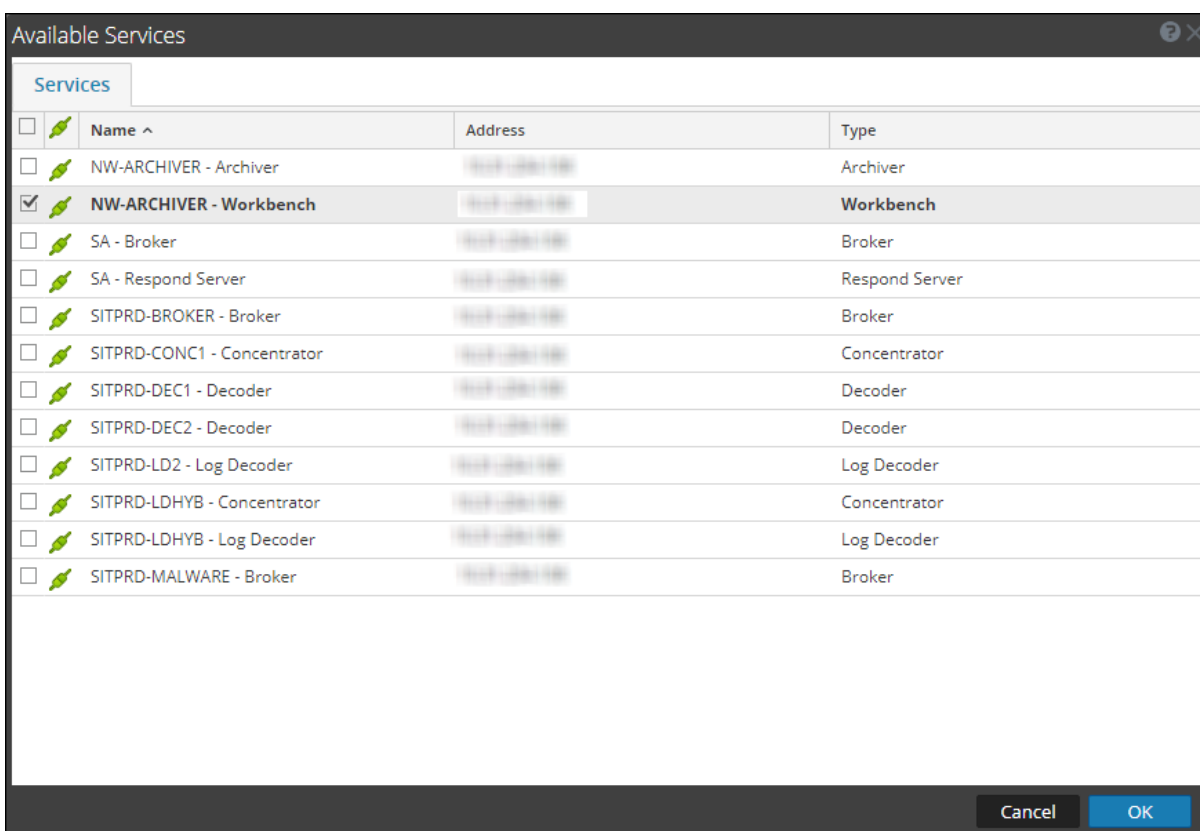 Available Services
Services
Name Address Type
NW-ARCHIVER - Archiver Archiver
NW-ARCHIVER - Workbench Workbench
SA - Broker Broker
SA - Respond Server Respond Server
SITPRD-BROKER - Broker Broker
SITPRD-CONC1 - Concentrator Concentrator
SITPRD-DEC1 - Decoder Decoder
SITPRD-DEC2 - Decoder Decoder
SITPRD-LD2 - Log Decoder Log Decoder
SITPRD-LDHYB - Concentrator Concentrator
SITPRD-LDHYB - Log Decoder Log Decoder
SITPRD-MALWARE - Broker Broker
Cancel OK